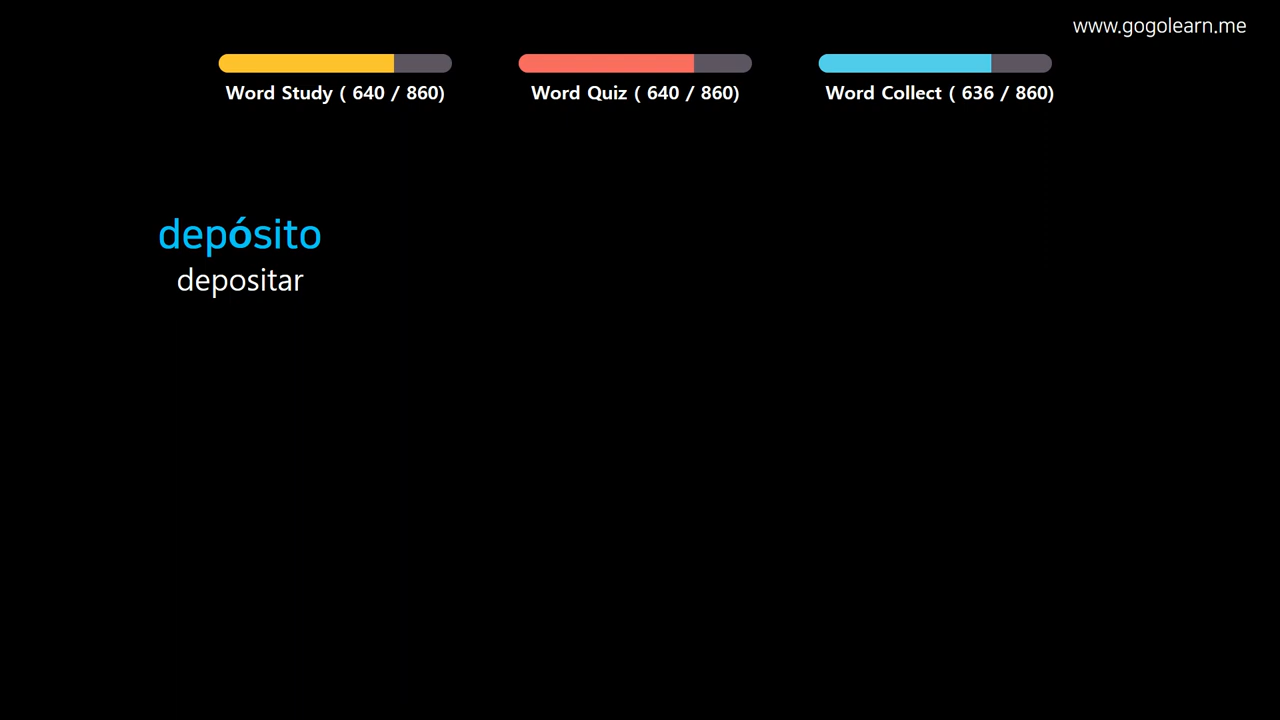 www.gogolearn.me
Word Study ( 640 / 860)
Word Quiz ( 640 / 860)
Word Collect ( 636 / 860)
depósito
depositar